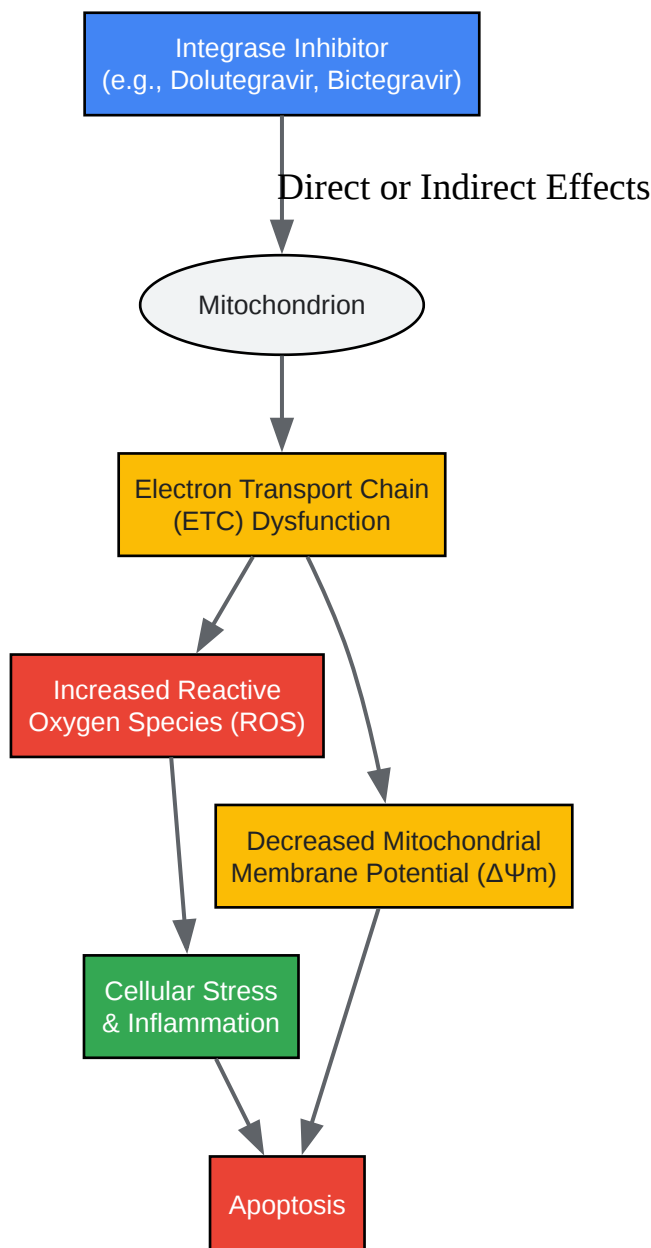 Integrase Inhibitor
(e.g., Dolutegravir, Bictegravir)
Direct or Indirect Effects
Mitochondrion
Electron Transport Chain
(ETC) Dysfunction
Increased Reactive
Oxygen Species (ROS)
Decreased Mitochondrial
Membrane Potential (ΔΨm)
Cellular Stress
& Inflammation
Apoptosis